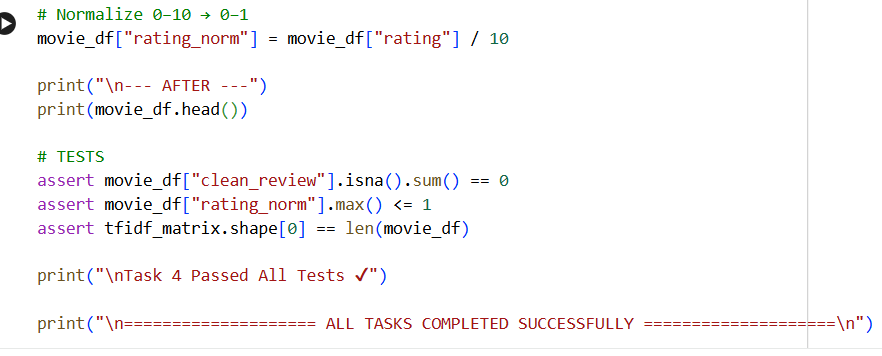 # Normalize 0–10 → 0–1
movie_df["rating_norm"] = movie_df["rating"] / 10
print("\n--- AFTER ---")
print(movie_df.head())
# TESTS
assert movie_df["clean_review"].isna().sum() == 0
assert movie_df["rating_norm"].max() <= 1
assert tfidf_matrix.shape[0] == len(movie_df)
print("\nTask 4 Passed All Tests ✓")
print("\n==================== ALL TASKS COMPLETED SUCCESSFULLY ====================\n")